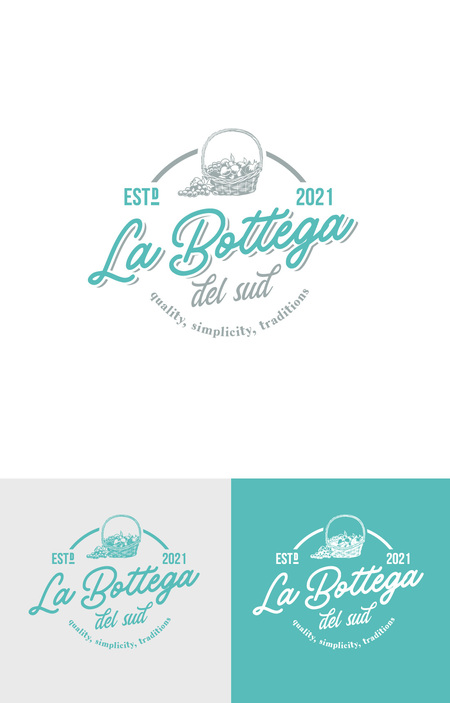 ESTD 2021
La Bottega
del sud
quality, simplicity, traditions
ESTD 2021
La Bottega
del sud
quality, simplicity, traditions
ESTD 2021
La Bottega
del sud
quality, simplicity, traditions